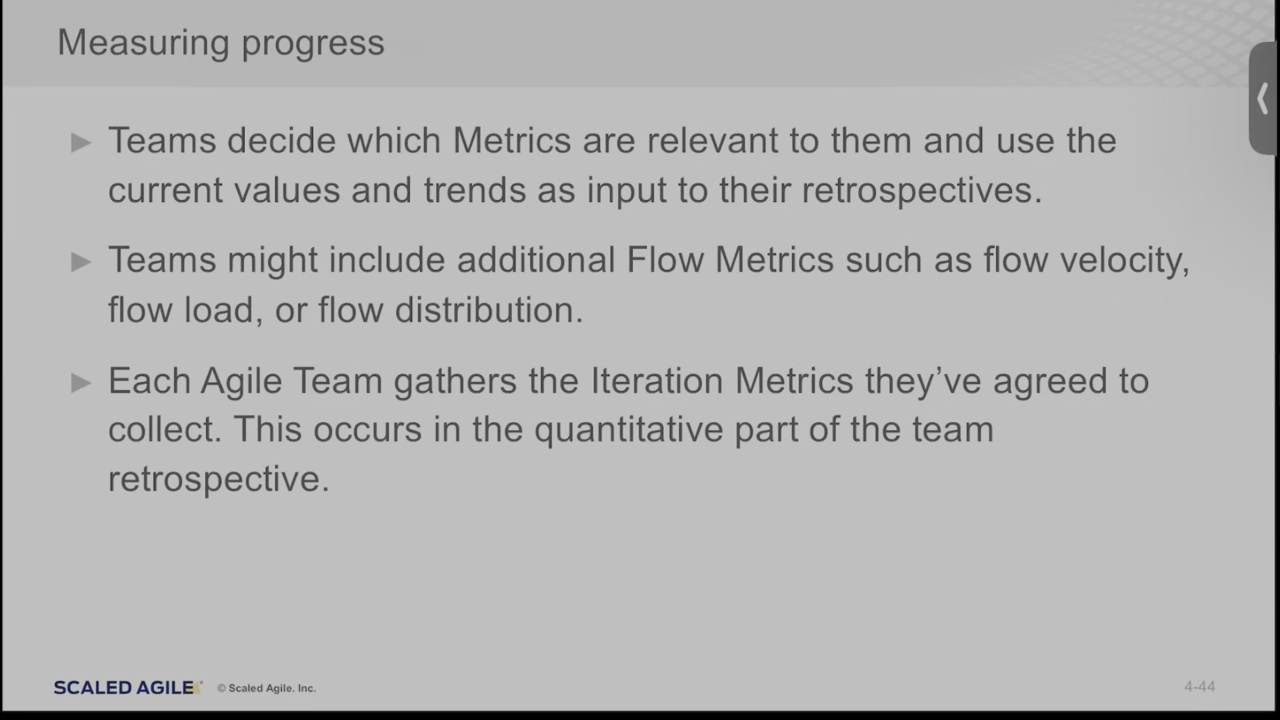 Measuring progress
► Teams decide which Metrics are relevant to them and use the
current values and trends as input to their retrospectives.
► Teams might include additional Flow Metrics such as flow velocity,
flow load, or flow distribution.
► Each Agile Team gathers the Iteration Metrics they’ve agreed to
collect. This occurs in the quantitative part of the team
retrospective.
SCALED AGILE® © Scaled Agile. Inc.
4-44